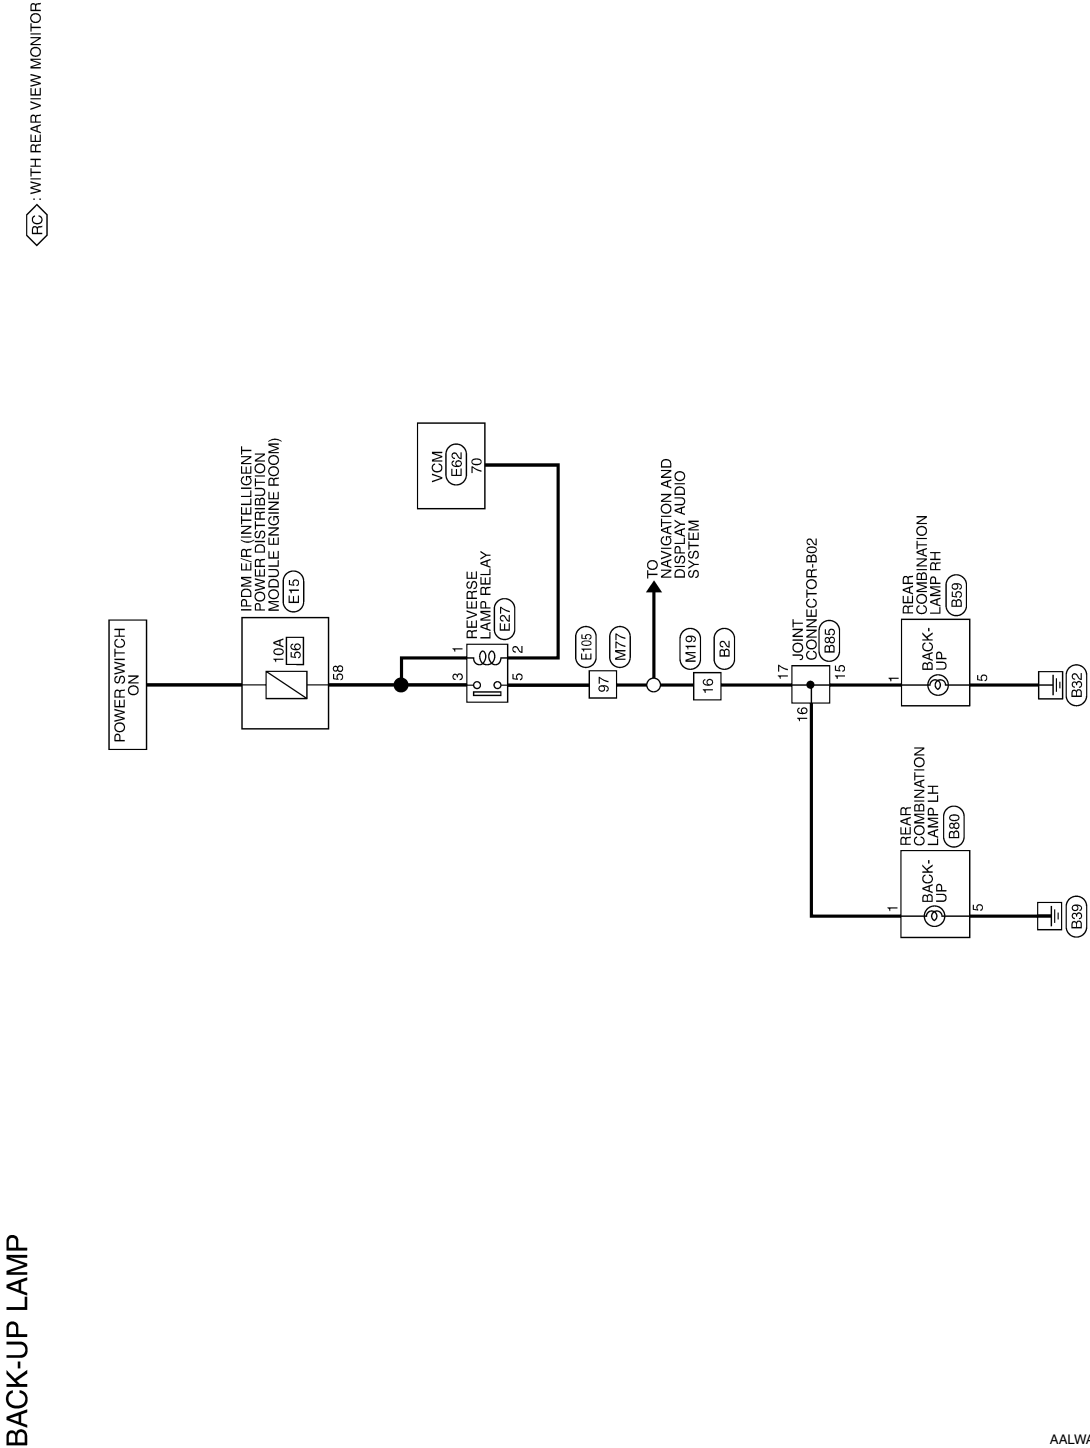 BACK-UP LAMP
RC : WITH REAR VIEW MONITOR
POWER SWITCH
ON
IPDM E/R (INTELLIGENT
POWER DISTRIBUTION
MODULE ENGINE ROOM)
E15
10A
56
58
VCM
E62
70
REVERSE
LAMP RELAY
E27
3
1
5
2
E105
M77
97
TO
NAVIGATION AND
DISPLAY AUDIO
SYSTEM
M19
B2
16
JOINT
CONNECTOR-B02
B85
17
16
15
REAR
COMBINATION
LAMP LH
B80
1
BACK-
UP
5
B39
REAR
COMBINATION
LAMP RH
B59
1
BACK-
UP
5
B32